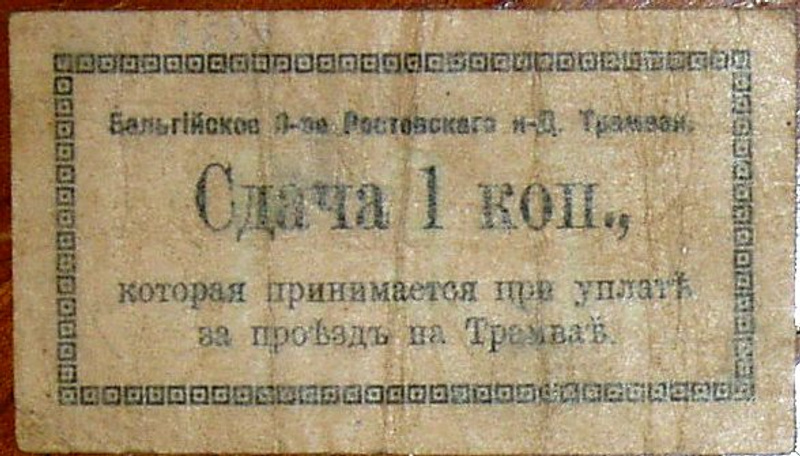 Бельгійское О-во Ростовскаго н-Д. Трамвая.
Сдача 1 коп.,
которая принимается при уплатѣ
за проѣздъ на Трамваѣ.